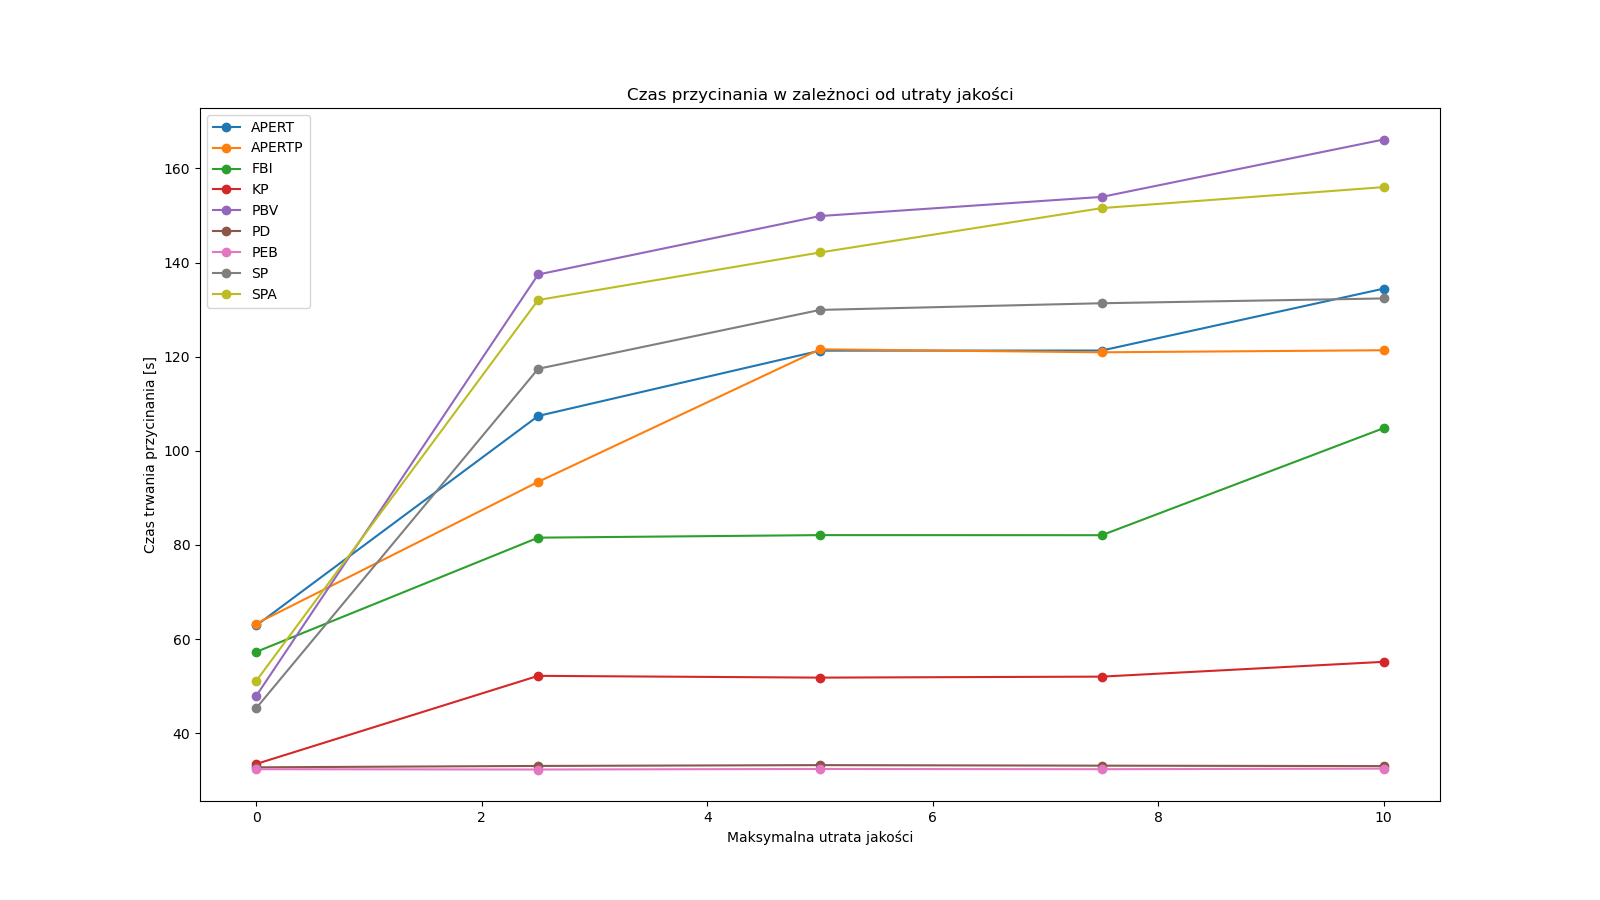 Czas przycinania w zależnoci od utraty jakości
APERT
APERTP
FBI
KP
PBV
PD
PEB
SP
SPA
160
140
120
100
80
60
40
Czas trwania przycinania [s]
0 2 4 6 8 10
Maksymalna utrata jakości